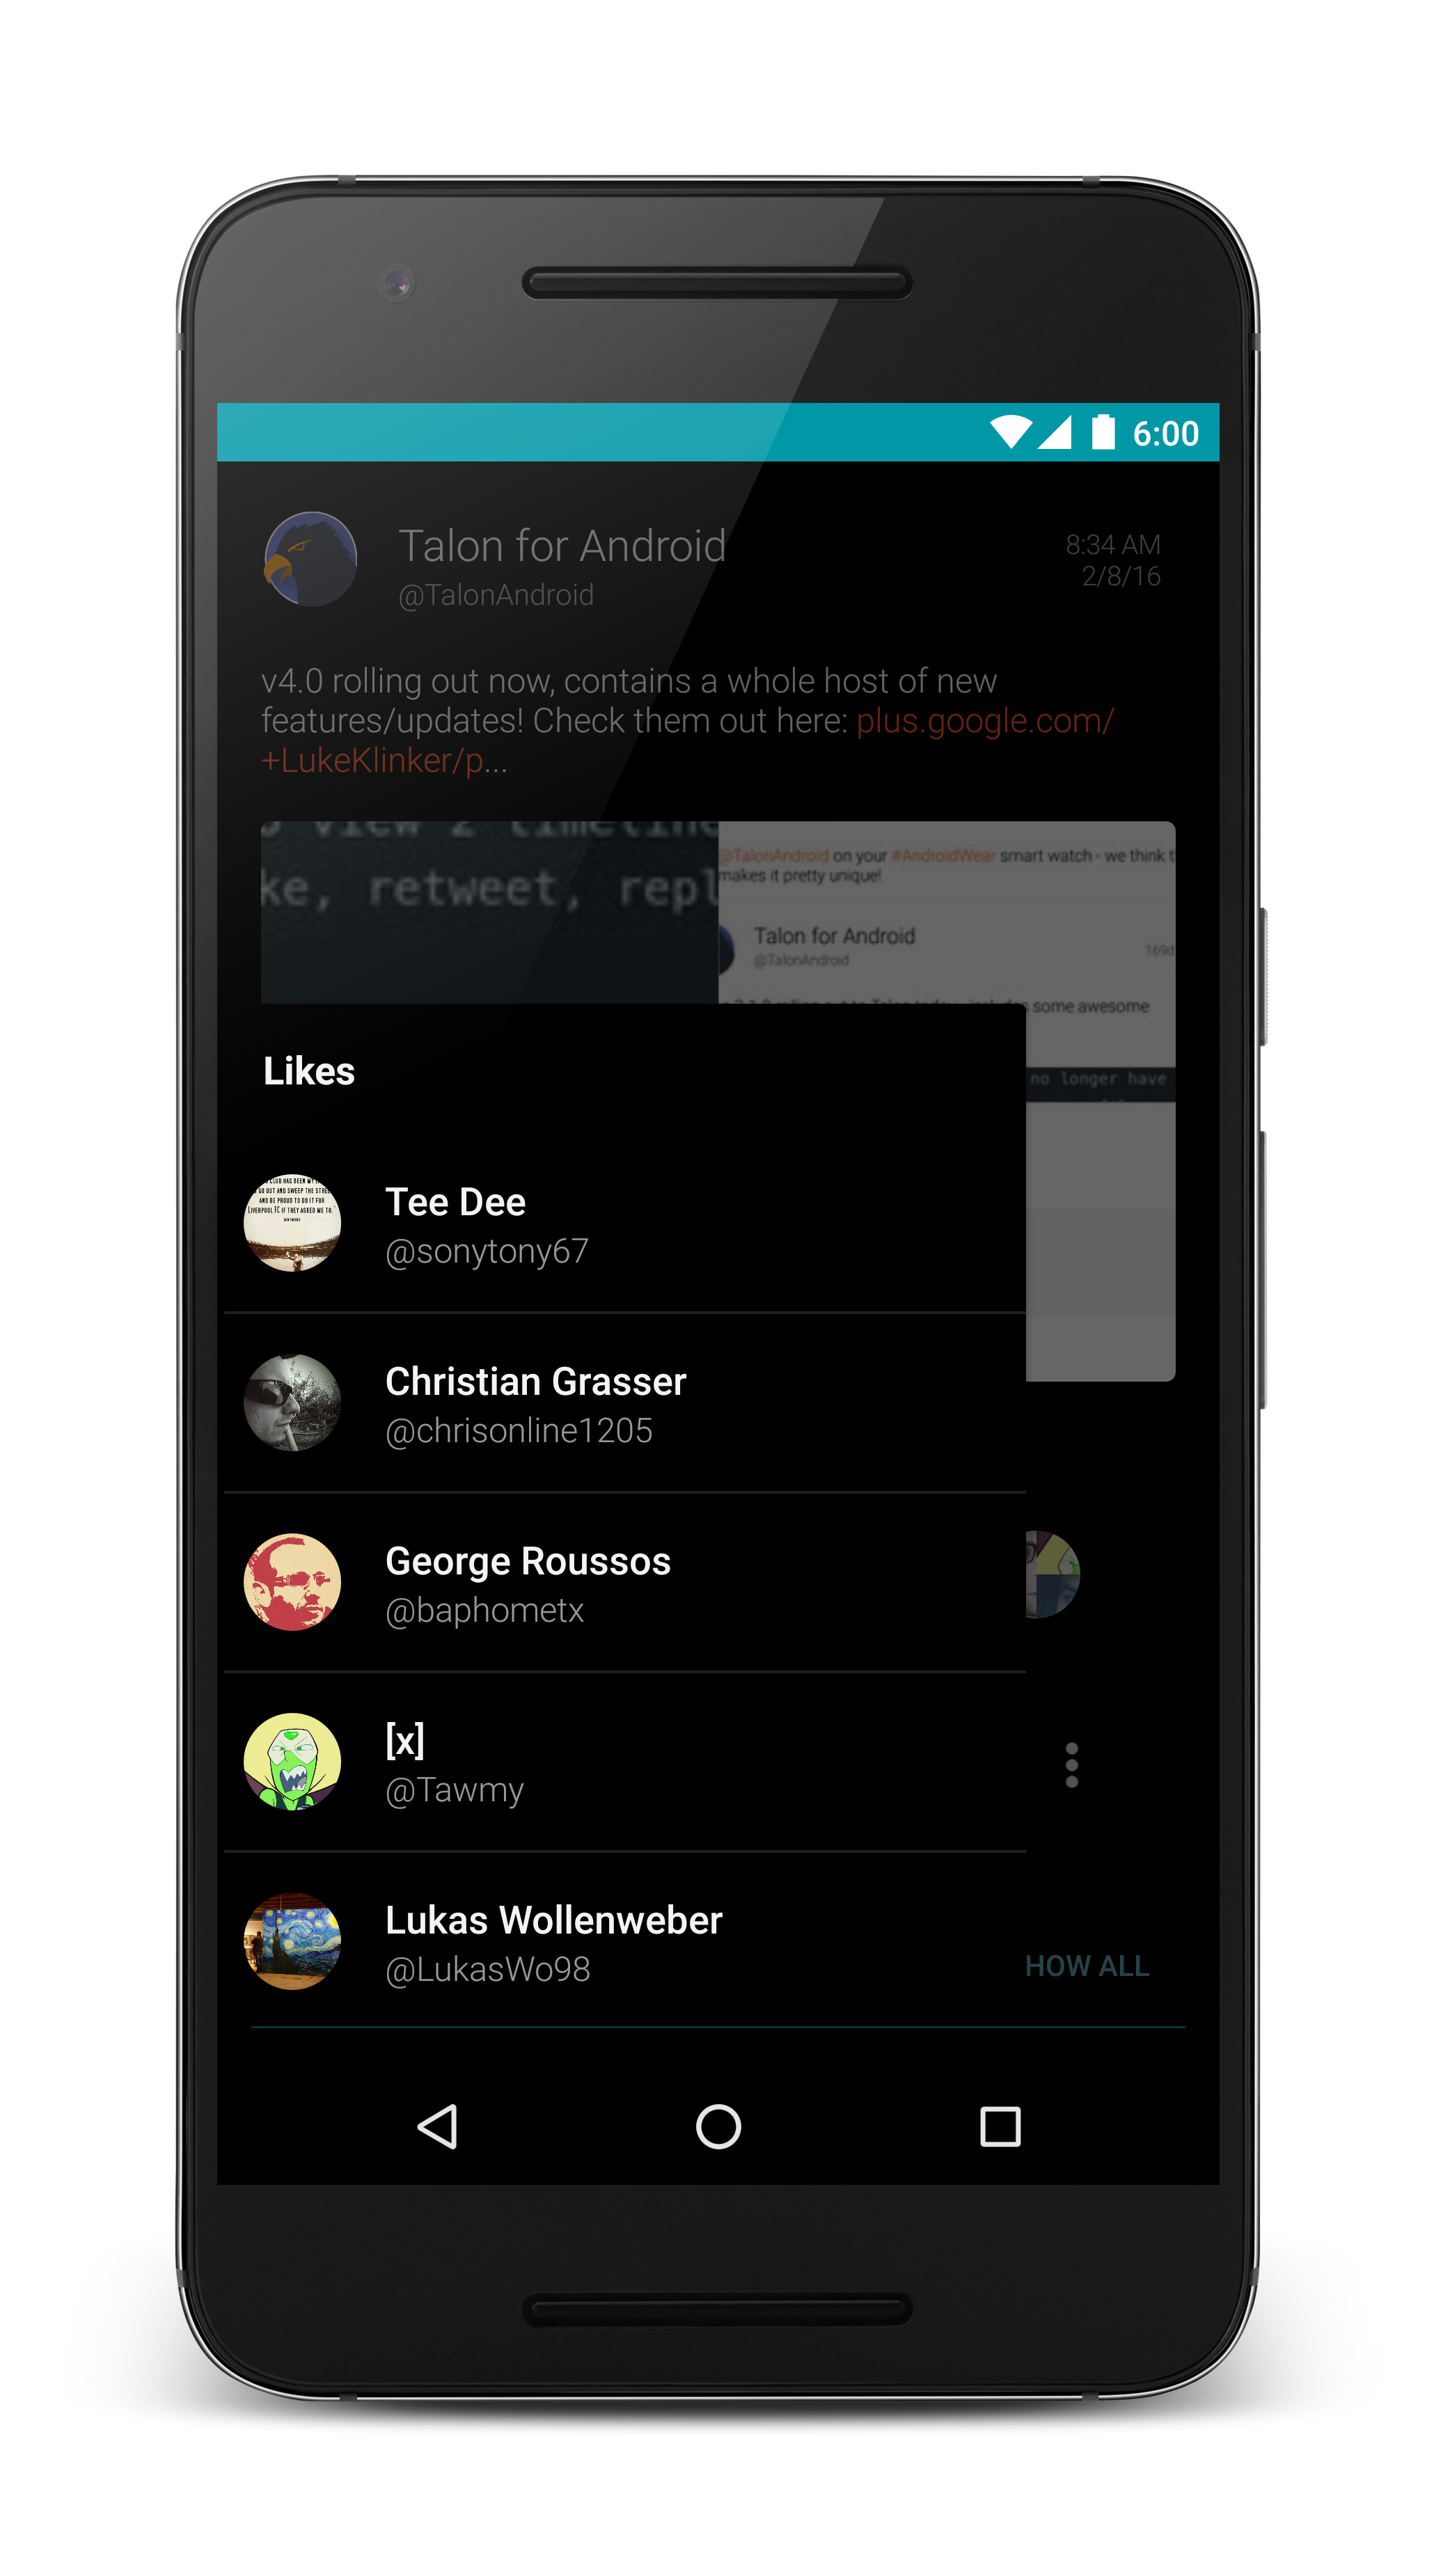 6:00
Talon for Android
@TalonAndroid
8:34 AM
2/8/16
v4.0 rolling out now, contains a whole host of new
features/updates! Check them out here: plus.google.com/
+LukeKlinker/p...
view 2 timeline
ke, retweet, repl
@TalonAndroid on your #AndroidWear smart watch - we think t
makes it pretty unique!
Talon for Android
@TalonAndroid
169d
some awesome
no longer have
Likes
Tee Dee
@sonytony67
Christian Grasser
@chrisonline1205
George Roussos
@baphometx
[x]
@Tawmy
Lukas Wollenweber
@LukasWo98
HOW ALL